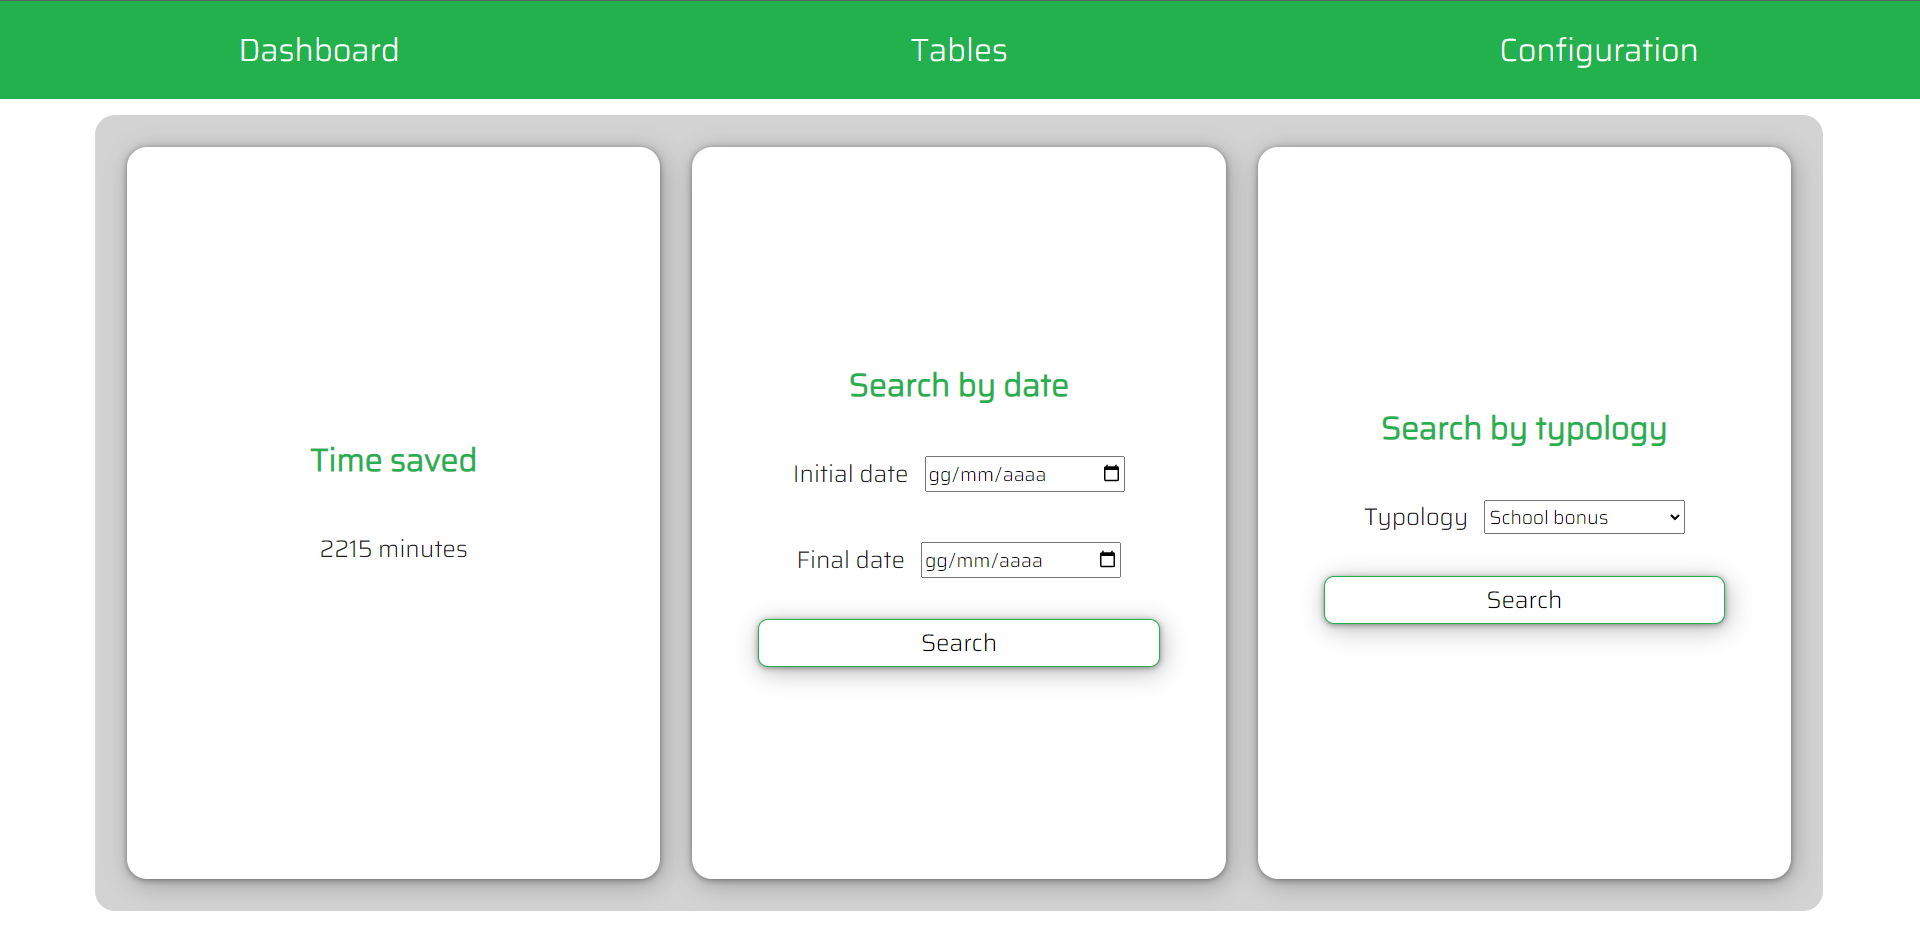 Dashboard
Tables
Configuration
Time saved
2215 minutes
Search by date
Initial date gg/mm/aaaa
Final date gg/mm/aaaa
Search
Search by typology
Typology School bonus
Search